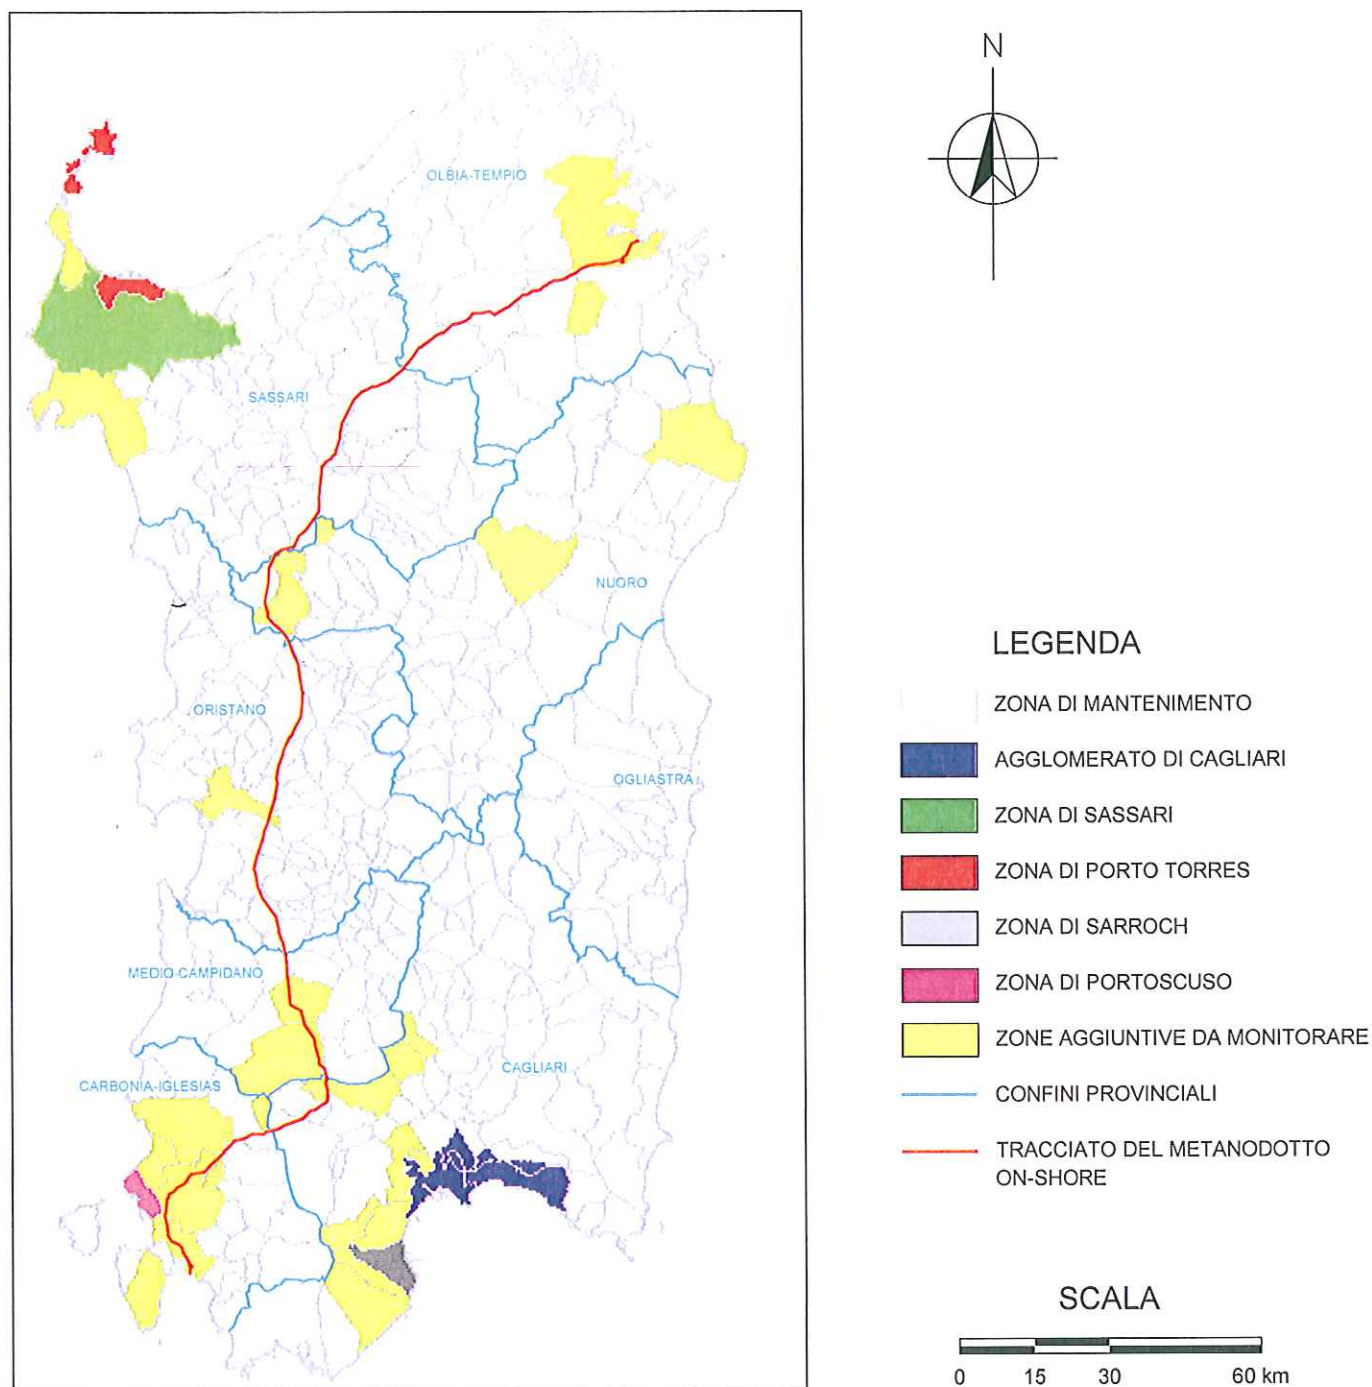 N
OLBIA-TEMPIO
SASSARI
NUORO
ORISTANO
OGLIASTRA
MEDIO-CAMPIDANO
CAGLIARI
CARBONIA-IGLESIAS
LEGENDA
ZONA DI MANTENIMENTO
AGGLOMERATO DI CAGLIARI
ZONA DI SASSARI
ZONA DI PORTO TORRES
ZONA DI SARROCH
ZONA DI PORTOSCUSO
ZONE AGGIUNTIVE DA MONITORARE
CONFINI PROVINCIALI
TRACCIATO DEL METANODOTTO
ON-SHORE
SCALA
0 15 30 60 km